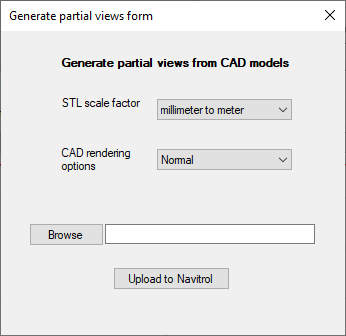 Generate partial views form
Generate partial views from CAD models
STL scale factor
millimeter to meter
CAD rendering
options
Normal
Browse
Upload to Navitrol